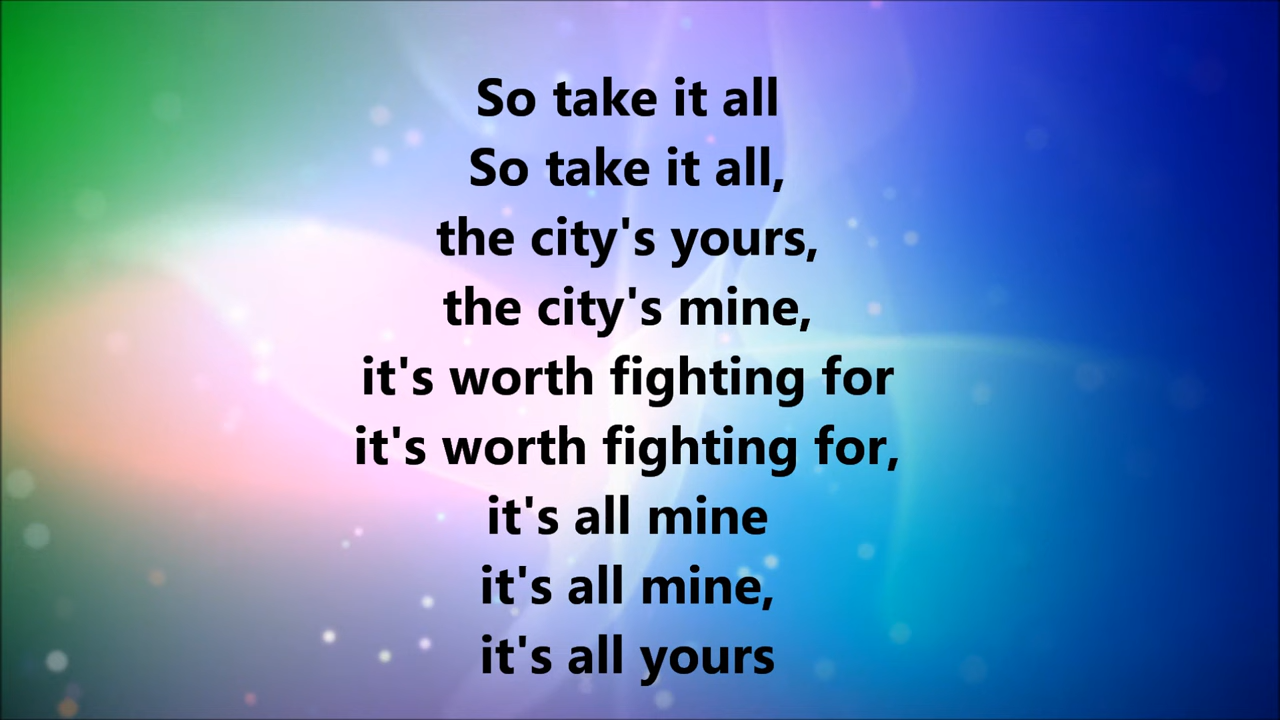 So take it all
So take it all,
the city's yours,
the city's mine,
it's worth fighting for
it's worth fighting for,
it's all mine
it's all mine,
it's all yours